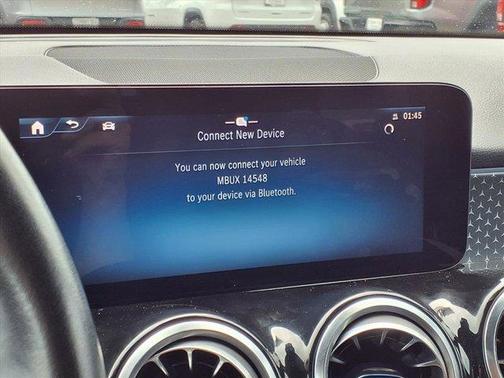 01:45
Connect New Device
You can now connect your vehicle
MBUX 14548
to your device via Bluetooth.